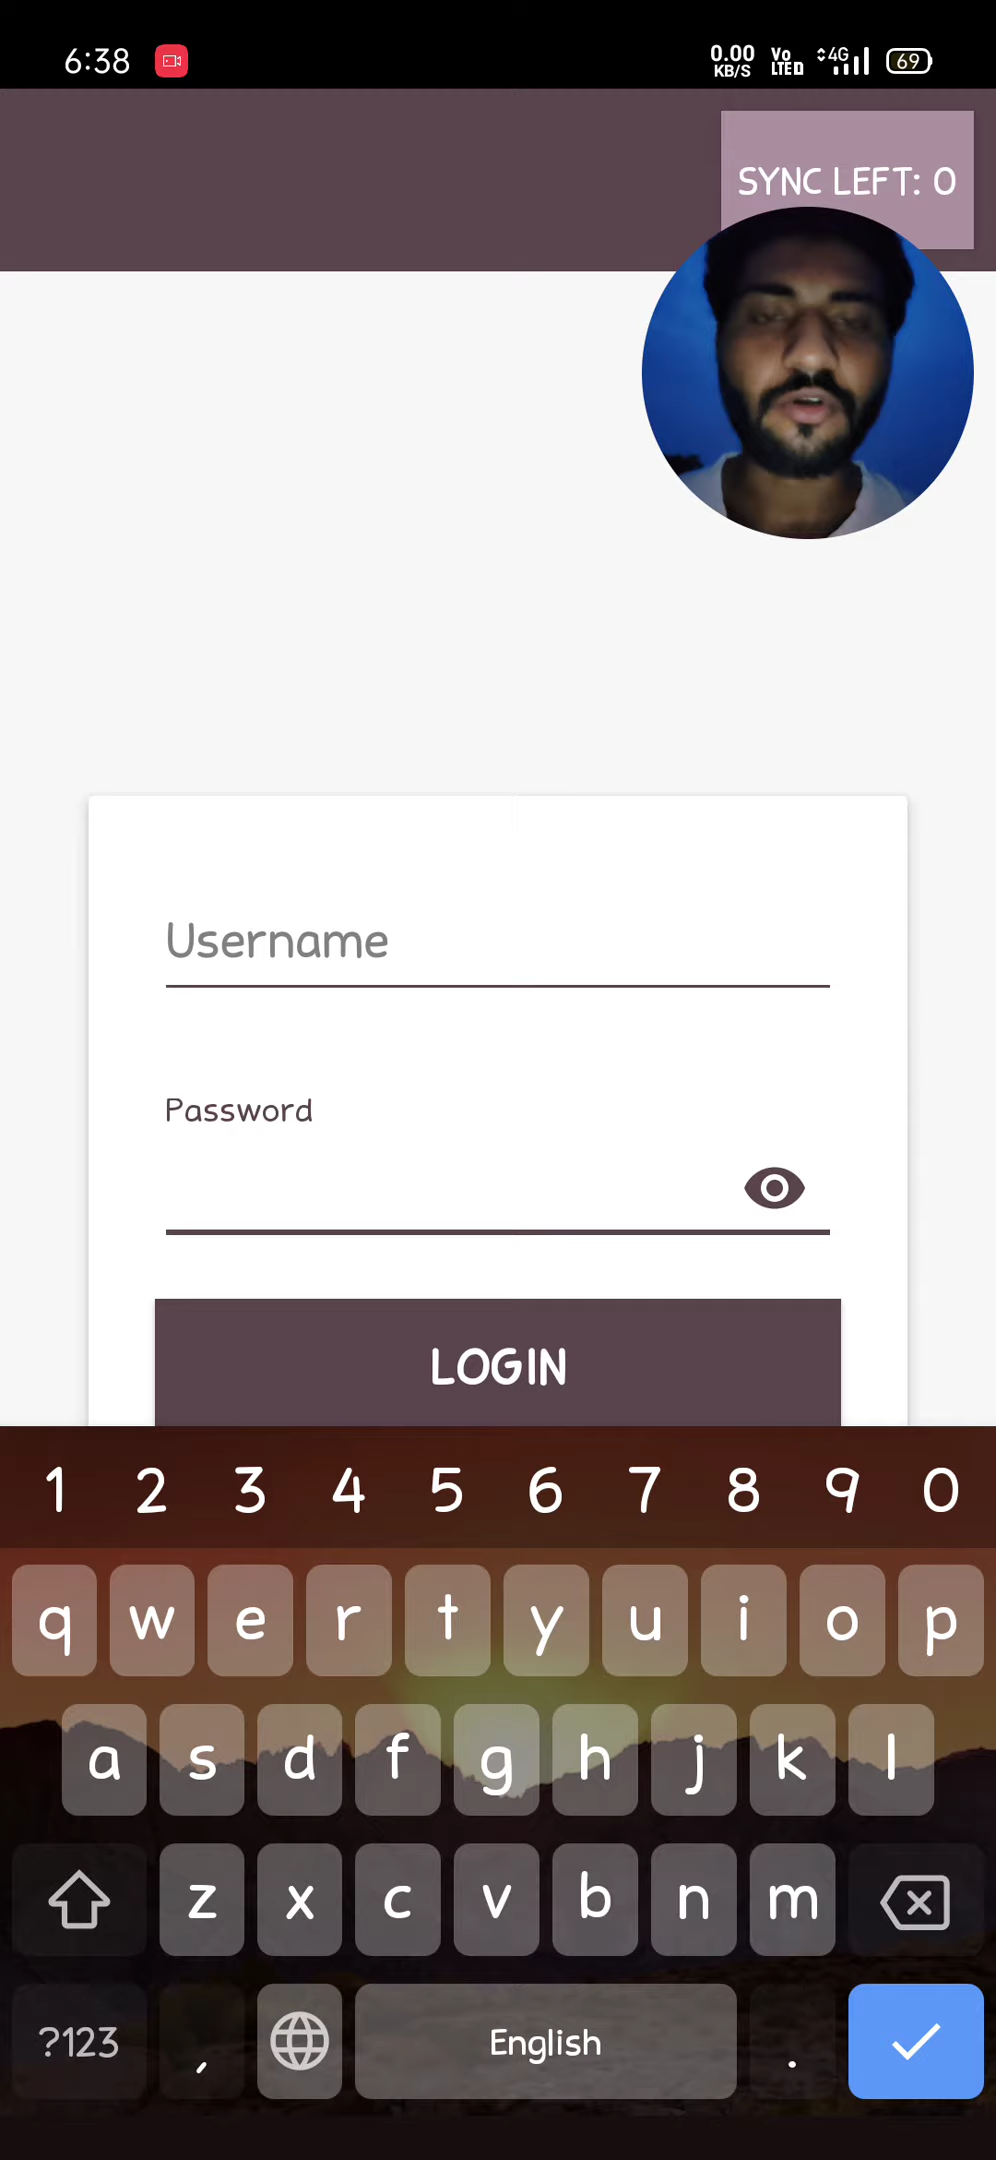 6:38 0.00 KB/S Vo LTE 4G 69
SYNC LEFT: 0
Username
Password
LOGIN
1 2 3 4 5 6 7 8 9 0
q w e r t y u i o p
a s d f g h j k l
z x c v b n m
?123 , English .